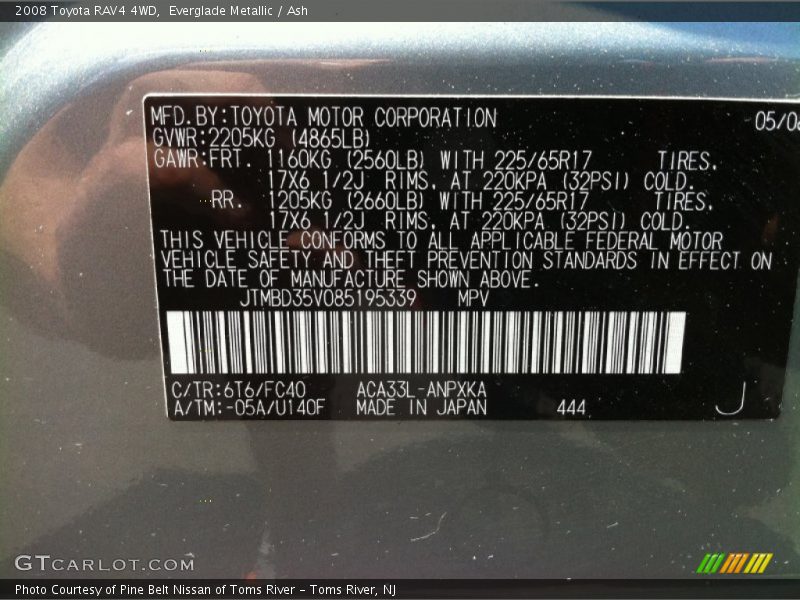 2008 Toyota RAV4 4WD,  Everglade Metallic / Ash
MFD.BY:TOYOTA MOTOR CORPORATION 05/08
GVWR:2205KG (4865LB)
GAWR:FRT. 1160KG (2560LB) WITH 225/65R17 TIRES.
17X6 1/2J RIMS. AT 220KPA (32PSI) COLD.
RR. 1205KG (2660LB) WITH 225/65R17 TIRES.
17X6 1/2J RIMS. AT 220KPA (32PSI) COLD.
THIS VEHICLE CONFORMS TO ALL APPLICABLE FEDERAL MOTOR
VEHICLE SAFETY AND THEFT PREVENTION STANDARDS IN EFFECT ON
THE DATE OF MANUFACTURE SHOWN ABOVE.
JTMBD35V085195339 MPV
C/TR:6T6/FC40 ACA33L-ANPXKA
A/TM:-05A/U140F MADE IN JAPAN 444 J
GTCARLOT.COM
Photo Courtesy of Pine Belt Nissan of Toms River – Toms River, NJ